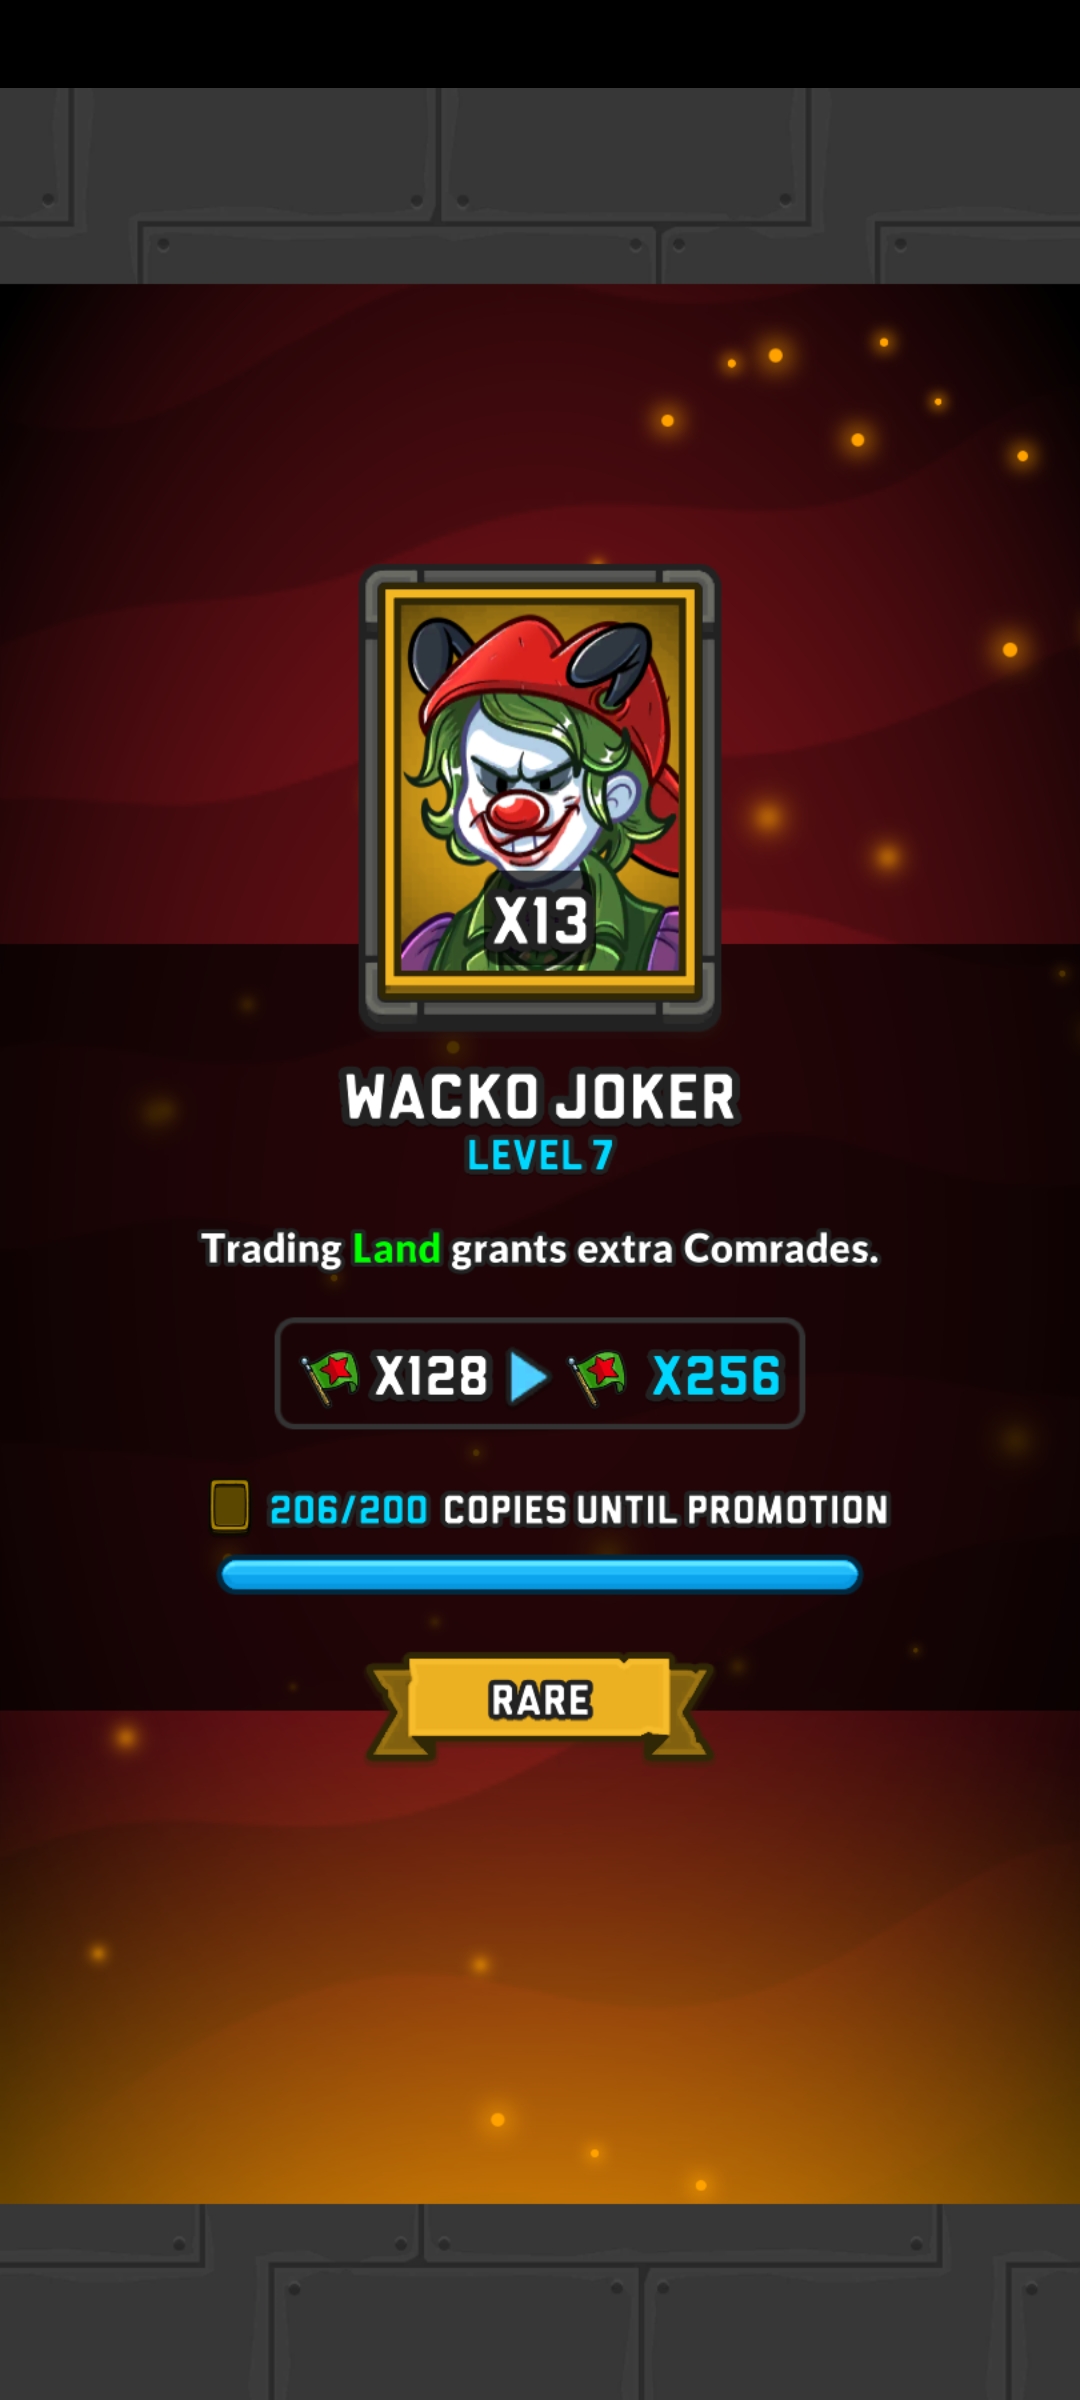 X13
WACKO JOKER
LEVEL 7
Trading Land grants extra Comrades.
X128 X256
206/200 COPIES UNTIL PROMOTION
RARE